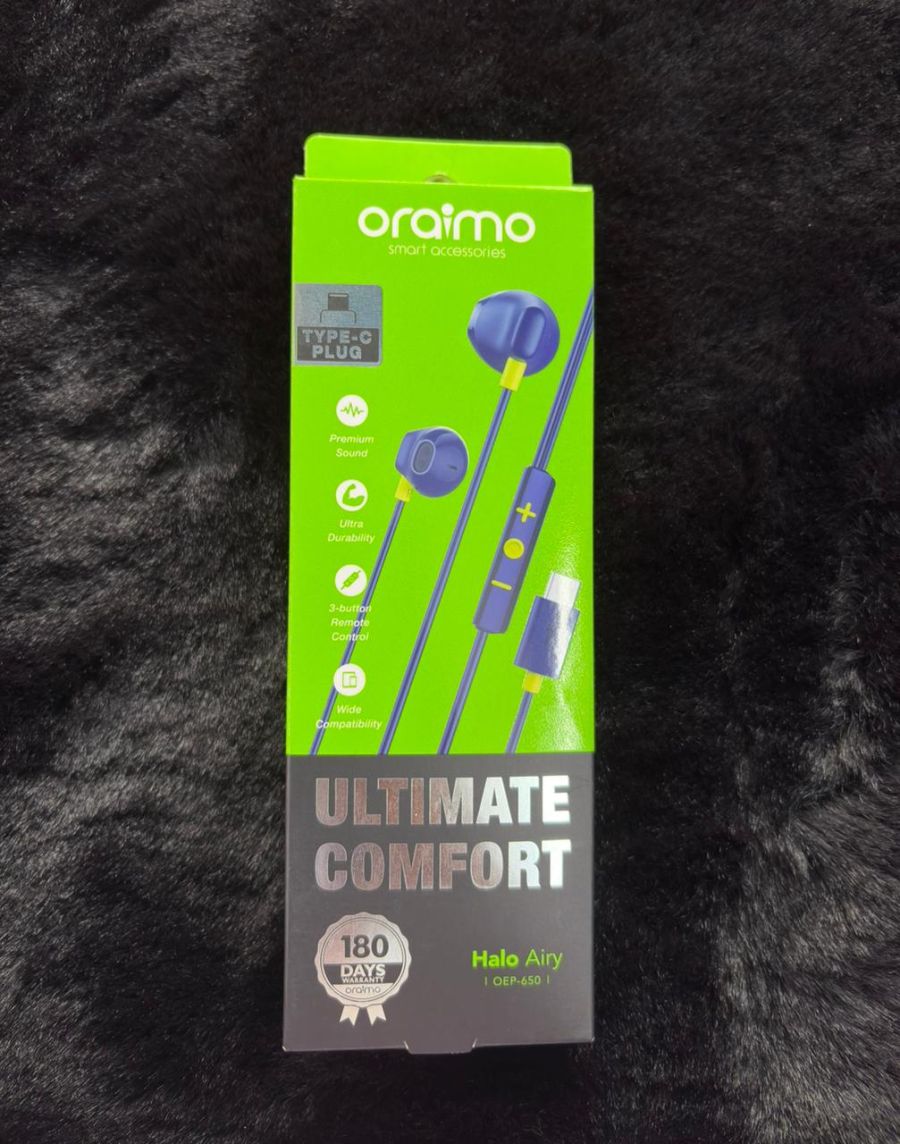 oraimo
smart accessories
TYPE-C
PLUG
Premium
Sound
Ultra
Durability
3-button
Remote
Control
Wide
Compatibility
ULTIMATE
COMFORT
180
DAYS
WARRANTY
oraimo
Halo Airy
| OEP-650 |